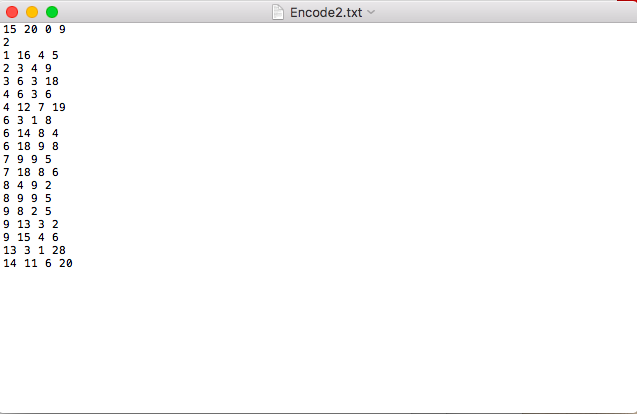 Encode2.txt
15 20 0 9
2
1 16 4 5
2 3 4 9
3 6 3 18
4 6 3 6
4 12 7 19
6 3 1 8
6 14 8 4
6 18 9 8
7 9 9 5
7 18 8 6
8 4 9 2
8 9 9 5
9 8 2 5
9 13 3 2
9 15 4 6
13 3 1 28
14 11 6 20